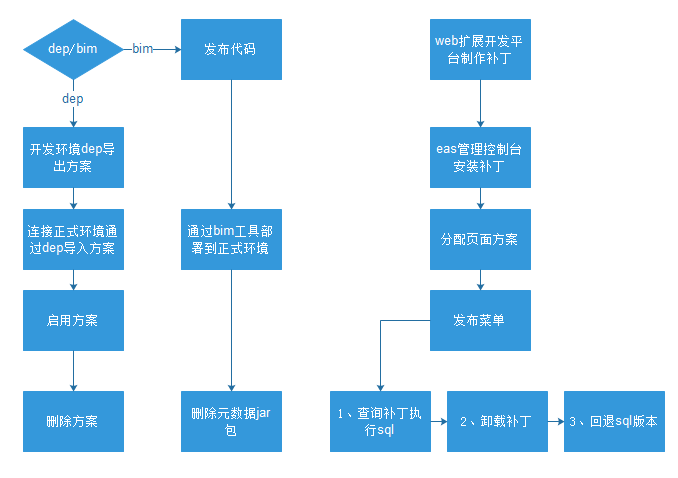 dep/bim
bim
发布代码
web扩展开发平
台制作补丁
dep
开发环境dep导
出方案
eas管理控制台
安装补丁
连接正式环境通
过dep导入方案
通过bim工具部
署到正式环境
分配页面方案
启用方案
发布菜单
删除方案
删除元数据jar
包
1、查询补丁执
行sql
2、卸载补丁
3、回退sql版本